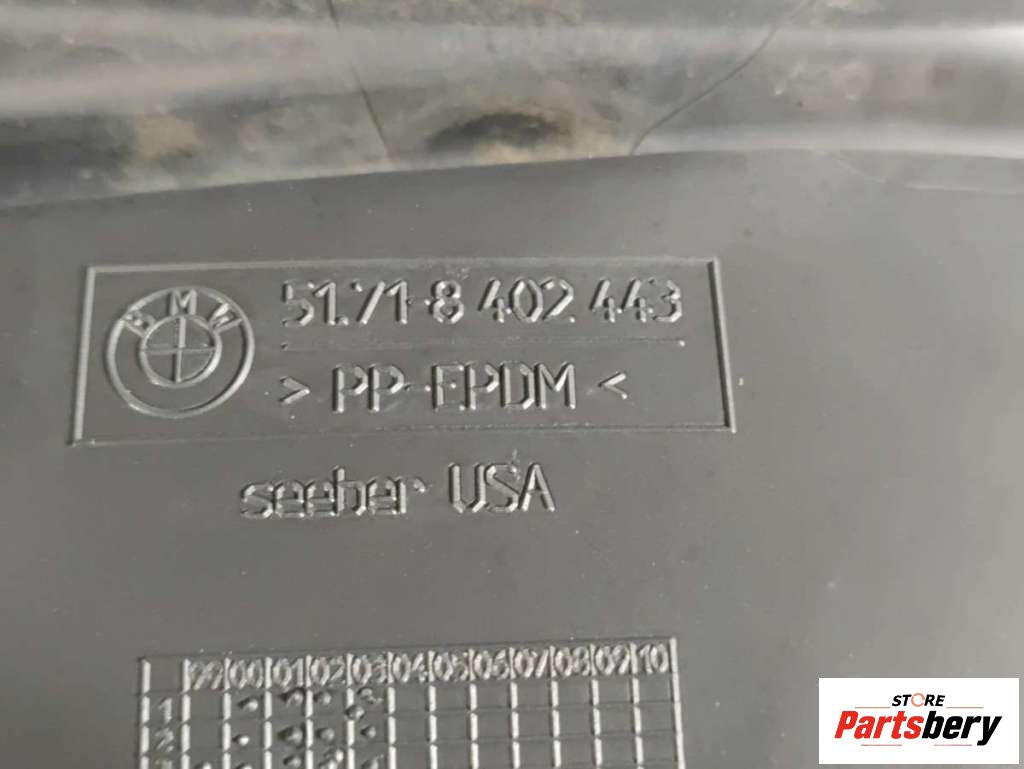 BMW
51.71-8 402 443
> PP-EPDM <
seeber USA
99 00 01 02 03 04 05 06 07 08 09 10
1
STORE
Partsbery